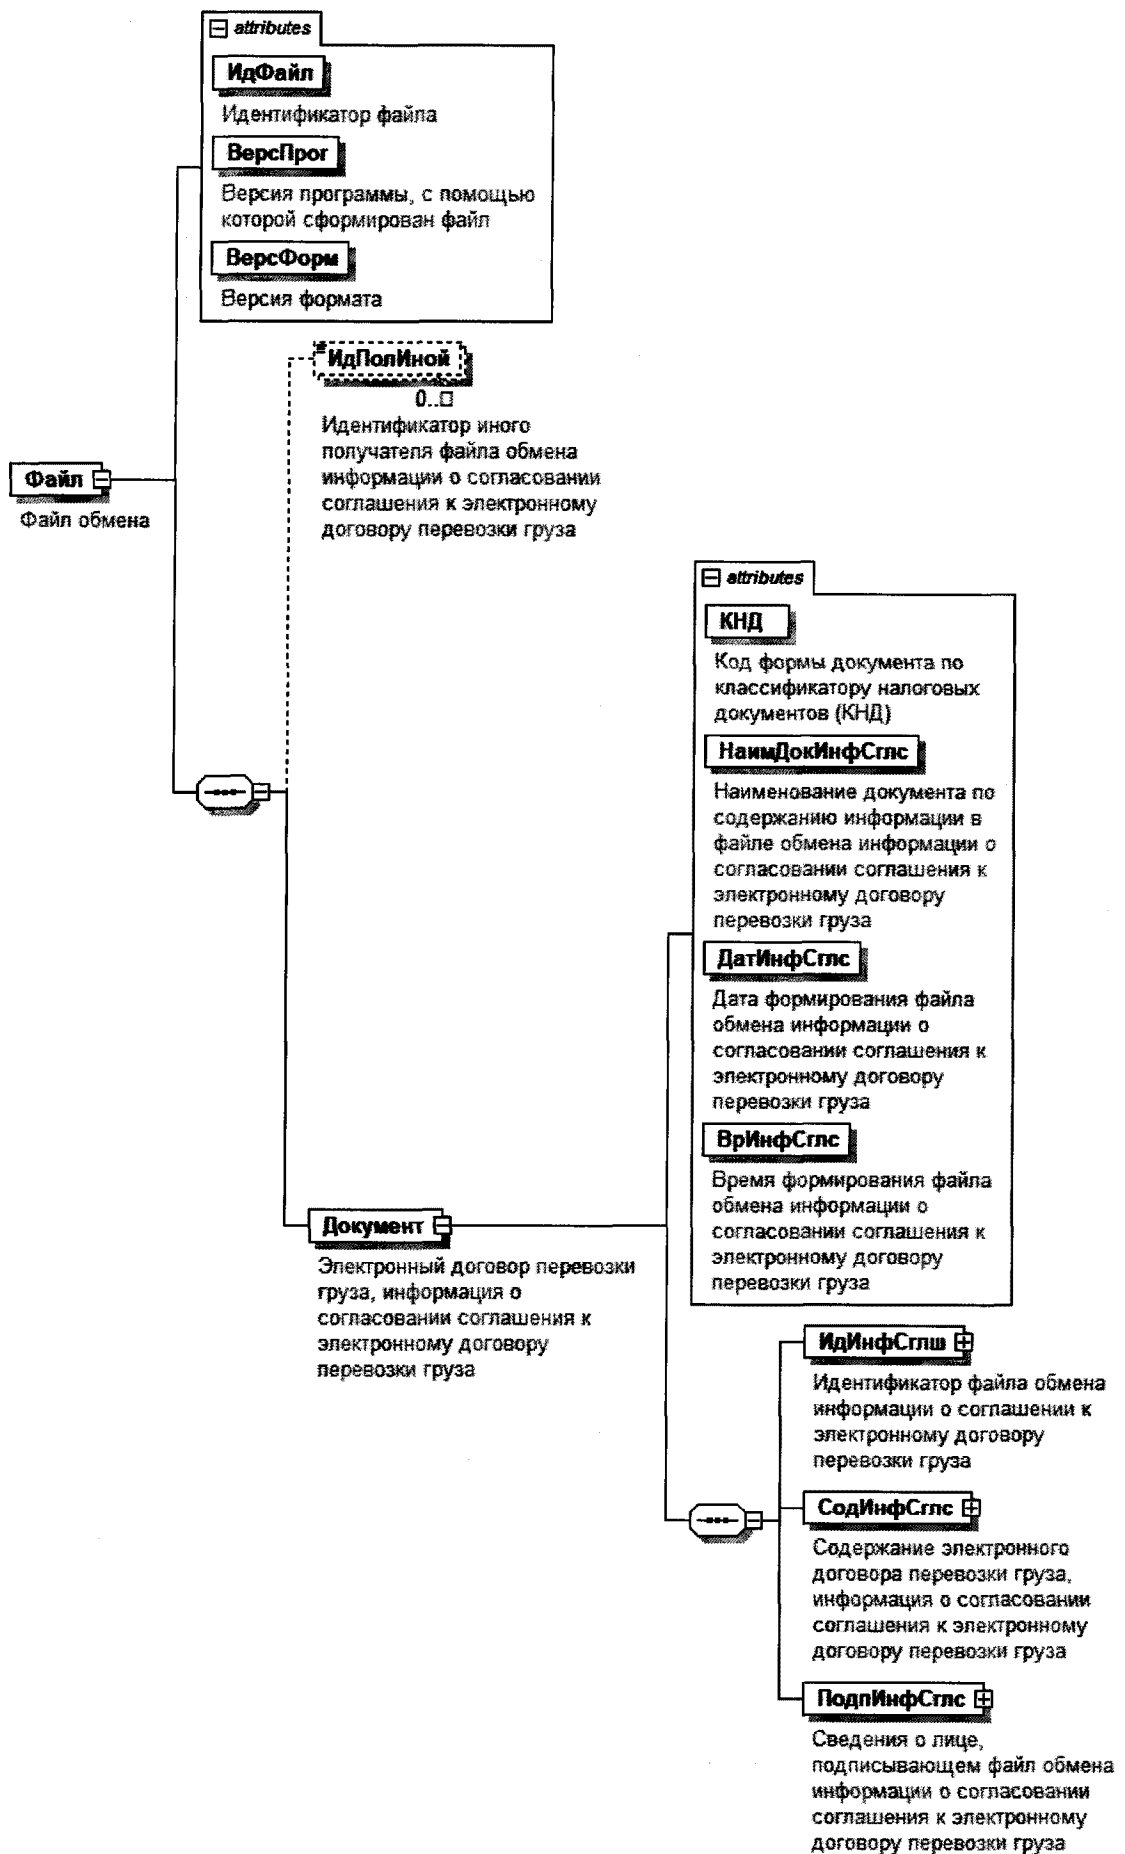 attributes
ИдФайл
Идентификатор файла
ВерсПрог
Версия программы, с помощью
которой сформирован файл
ВерсФорм
Версия формата
ИдПолИной
0..□
Идентификатор иного
получателя файла обмена
информации о согласовании
соглашения к электронному
договору перевозки груза
Файл
Файл обмена
attributes
КНД
Код формы документа по
классификатору налоговых
документов (КНД)
НаимДокИнфСглс
Наименование документа по
содержанию информации в
файле обмена информации о
согласовании соглашения к
электронному договору
перевозки груза
ДатИнфСглс
Дата формирования файла
обмена информации о
согласовании соглашения к
электронному договору
перевозки груза
ВрИнфСглс
Время формирования файла
обмена информации о
согласовании соглашения к
электронному договору
перевозки груза
Документ
Электронный договор перевозки
груза, информация о
согласовании соглашения к
электронному договору
перевозки груза
ИдИнфСглш
Идентификатор файла обмена
информации о соглашении к
электронному договору
перевозки груза
СодИнфСглс
Содержание электронного
договора перевозки груза,
информация о согласовании
соглашения к электронному
договору перевозки груза
ПодпИнфСглс
Сведения о лице,
подписывающем файл обмена
информации о согласовании
соглашения к электронному
договору перевозки груза